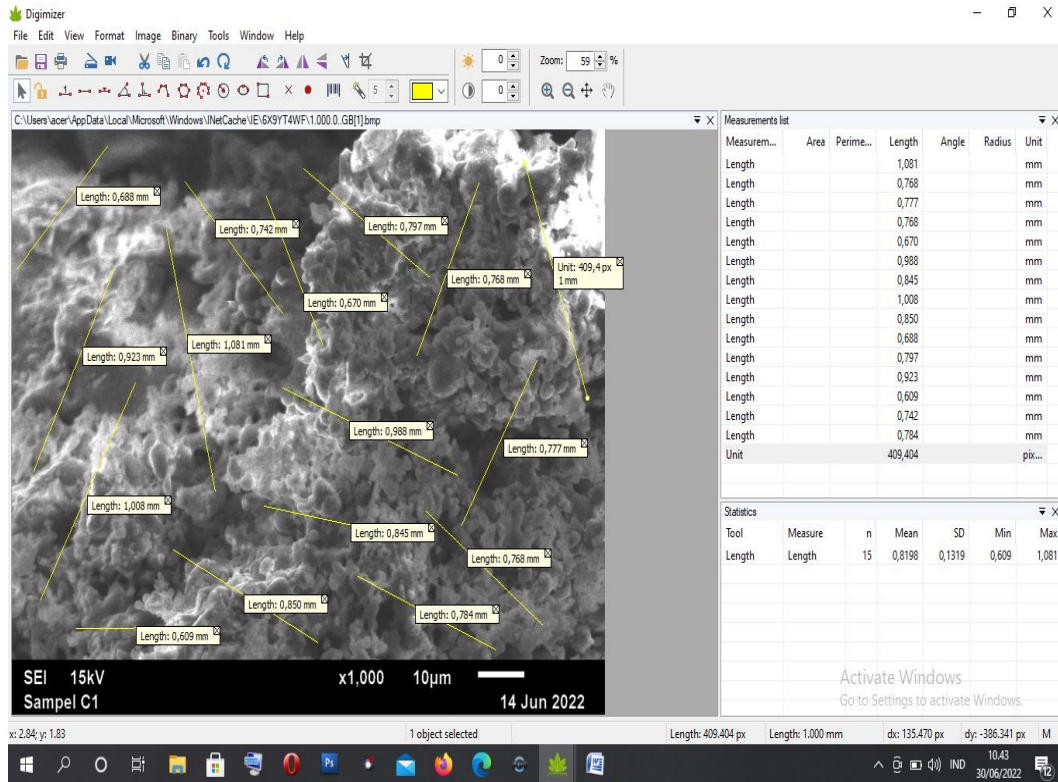 Digimizer
File Edit View Format Image Binary Tools Window Help
0 Zoom: 59 %
5 0
C:\Users\acer\AppData\Local\Microsoft\Windows\INetCache\IE\6X9YT4WF\1.000.0..GB[1].bmp
Length: 0,688 mm
Length: 0,742 mm
Length: 0,797 mm
Unit: 409,4 px
1 mm
Length: 0,768 mm
Length: 0,670 mm
Length: 1,081 mm
Length: 0,923 mm
Length: 0,988 mm
Length: 0,777 mm
Length: 1,008 mm
Length: 0,845 mm
Length: 0,768 mm
Length: 0,850 mm
Length: 0,784 mm
Length: 0,609 mm
SEI 15kV x1,000 10µm
Sampel C1 14 Jun 2022
Measurements list
Measurem... Area Perime... Length Angle Radius Unit
Length 1,081 mm
Length 0,768 mm
Length 0,777 mm
Length 0,768 mm
Length 0,670 mm
Length 0,988 mm
Length 0,845 mm
Length 1,008 mm
Length 0,850 mm
Length 0,688 mm
Length 0,797 mm
Length 0,923 mm
Length 0,609 mm
Length 0,742 mm
Length 0,784 mm
Unit 409,404 pix...
Statistics
Tool Measure n Mean SD Min Max
Length Length 15 0,8198 0,1319 0,609 1,081
Activate Windows
Go to Settings to activate Windows.
x: 2.84; y: 1.83 1 object selected Length: 409.404 px Length: 1.000 mm dx: 135.470 px dy: -386.341 px M
Ps IND 10.43
30/06/2022 12